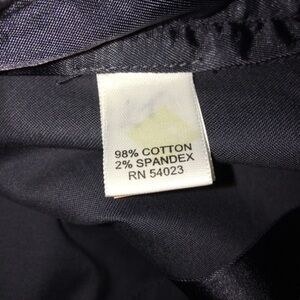 98% COTTON
2% SPANDEX
RN 54023